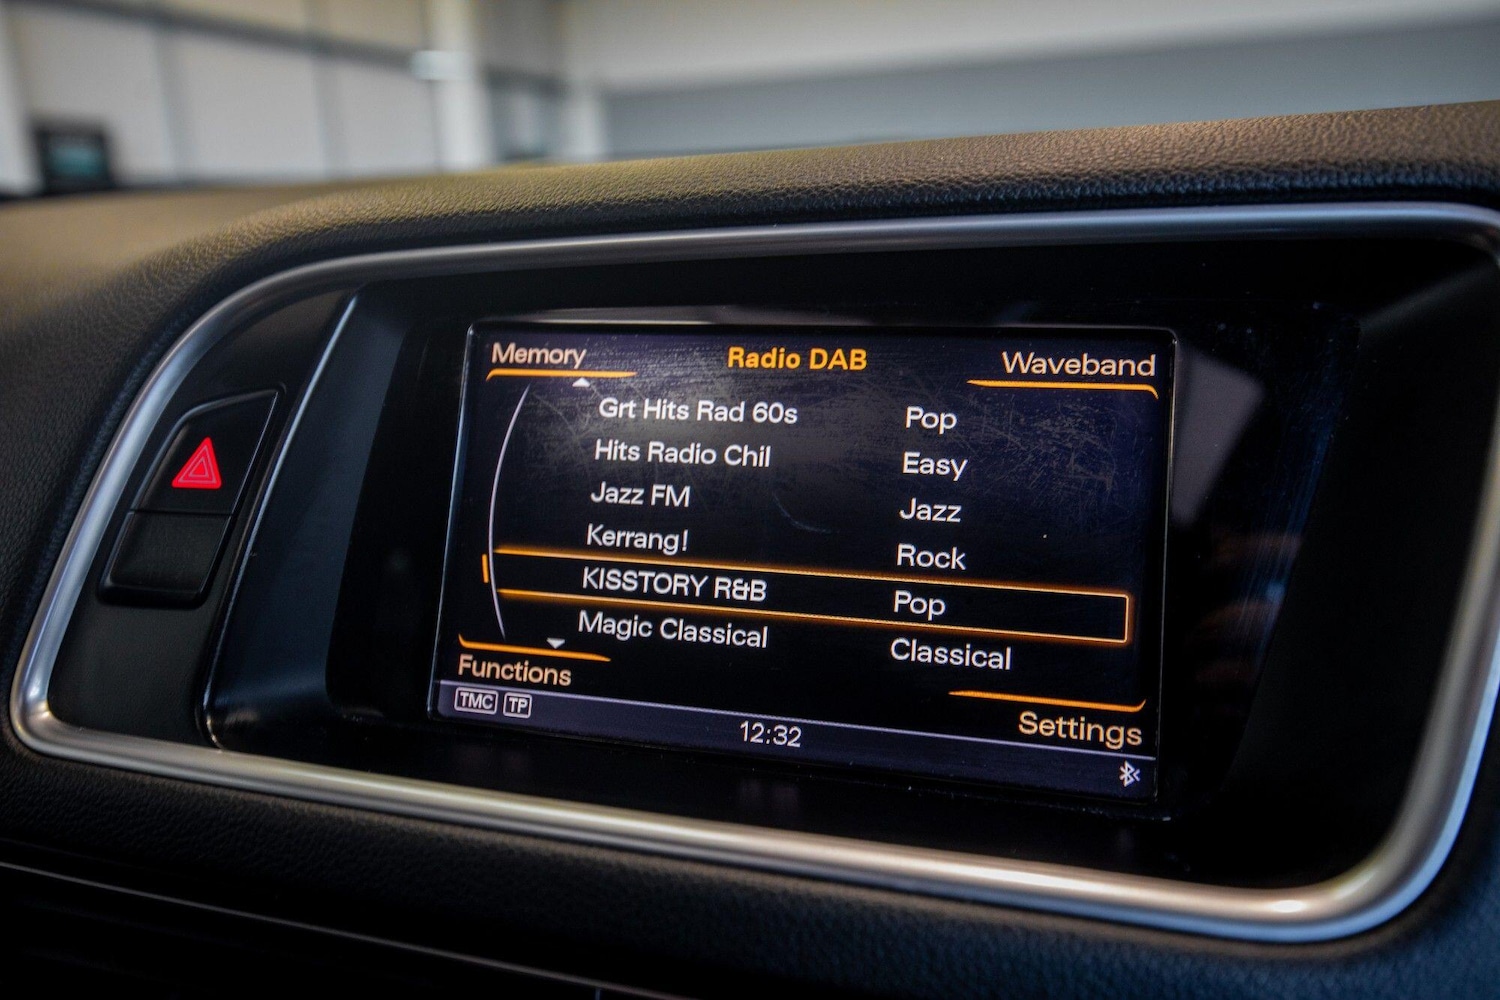 Memory Radio DAB Waveband
Grt Hits Rad 60s Pop
Hits Radio Chil Easy
Jazz FM Jazz
Kerrang! Rock
KISSTORY R&B Pop
Magic Classical Classical
Functions Settings
TMC TP 12:32